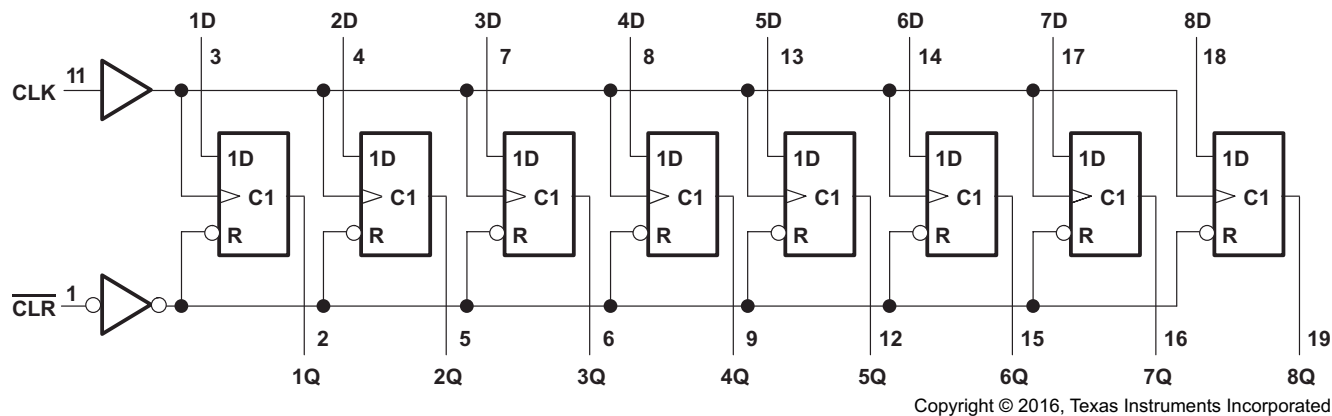 1D 2D 3D 4D 5D 6D 7D 8D
3 4 7 8 13 14 17 18
CLK 11
1D 1D 1D 1D 1D 1D 1D 1D
C1 C1 C1 C1 C1 C1 C1 C1
R R R R R R R R
CLR 1
2 5 6 9 12 15 16 19
1Q 2Q 3Q 4Q 5Q 6Q 7Q 8Q
Copyright © 2016, Texas Instruments Incorporated